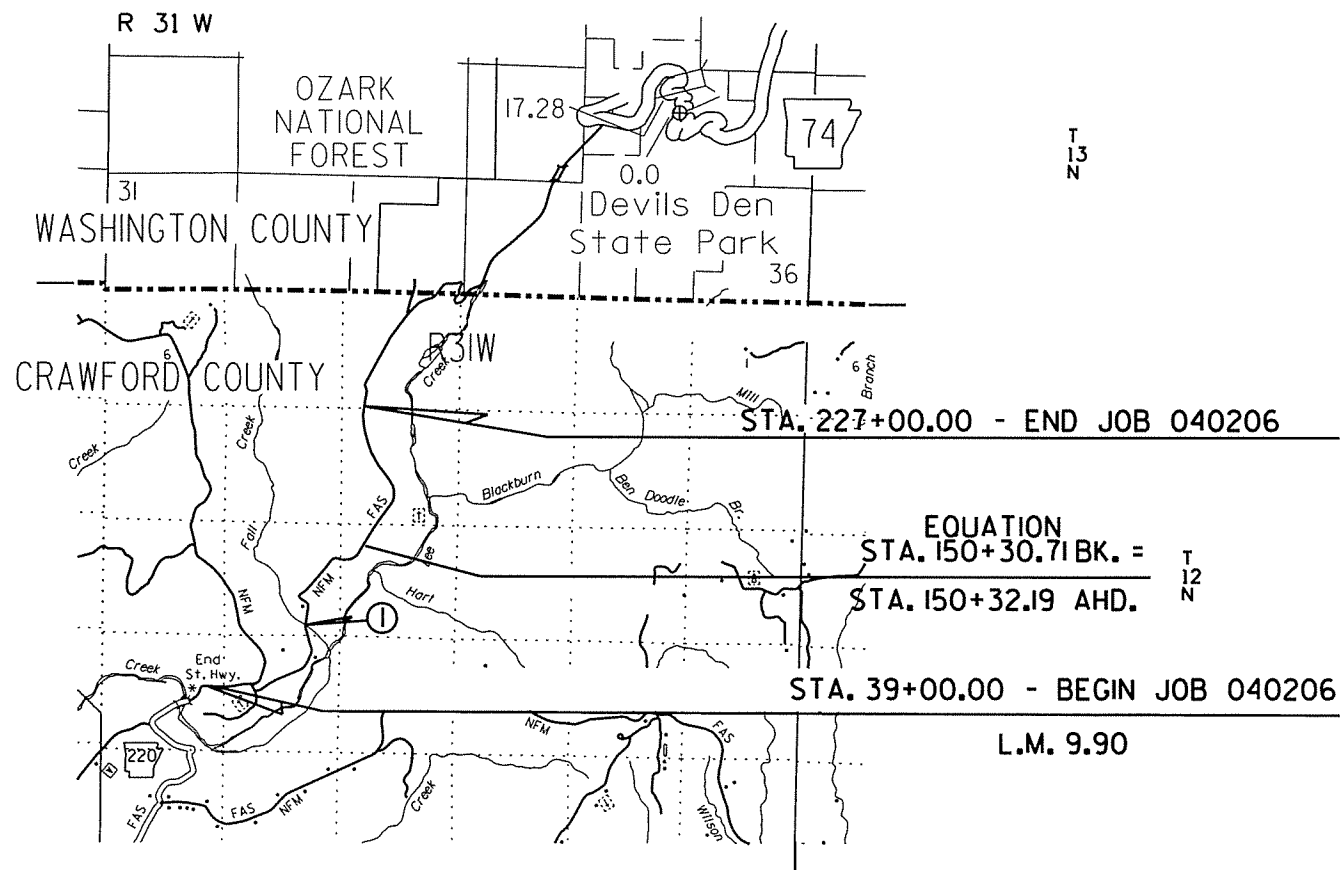 R 31 W
OZARK
NATIONAL
FOREST
17.28
74
T
13
N
0.0
31
Devils Den
State Park
WASHINGTON COUNTY
36
R31W
6
1
6
Branch
CRAWFORD COUNTY
Creek
Mill
STA. 227+00.00 - END JOB 040206
Creek
Creek
Blackburn
Ben Doodle Br.
FAS
Fall
EQUATION
STA. 150+30.71 BK. =
STA. 150+32.19 AHD.
T
12
N
NFM
NFM
Lee
Hart
1
Creek
End
St. Hwy.
STA. 39+00.00 - BEGIN JOB 040206
L.M. 9.90
NFM
FAS
220
FAS
FAS
NFM
Creek
Wilson